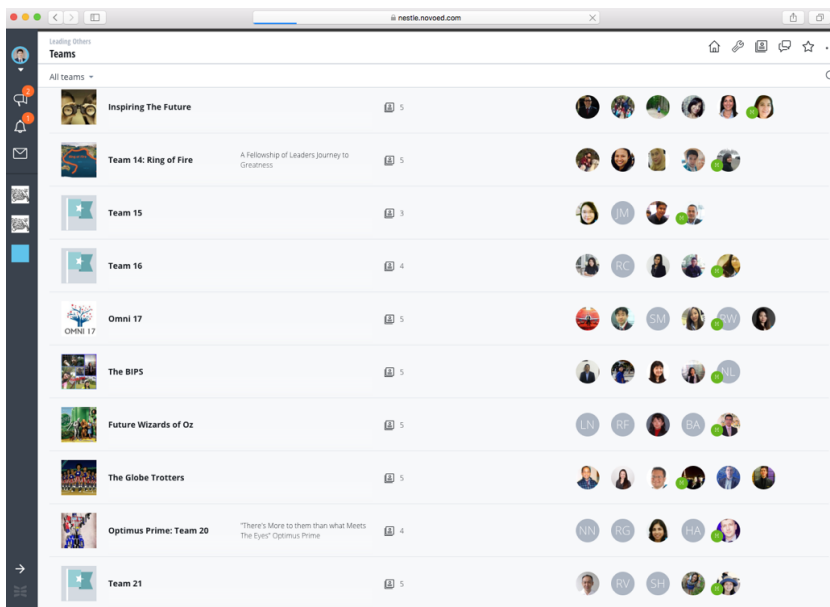 nestle.novoed.com
Leading Others
Teams
All teams
2
1
Inspiring The Future
5
Team 14: Ring of Fire
A Fellowship of Leaders Journey to
Greatness
5
Team 15
3
JM
Team 16
4
RC
Omni 17
OMNI 17
5
SM
RW
The BIPS
5
NL
Future Wizards of Oz
5
LN
RF
BA
The Globe Trotters
5
Optimus Prime: Team 20
"There's More to them than what Meets
The Eyes" Optimus Prime
4
NN
RG
HA
Team 21
5
RV
SH